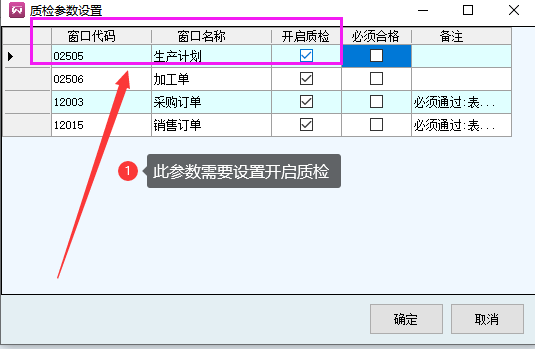 质检参数设置
窗口代码 窗口名称 开启质检 必须合格 备注
02505 生产计划
02506 加工单
12003 采购订单 必须通过:表...
12015 销售订单 必须通过:表...
1 此参数需要设置开启质检
确定 取消